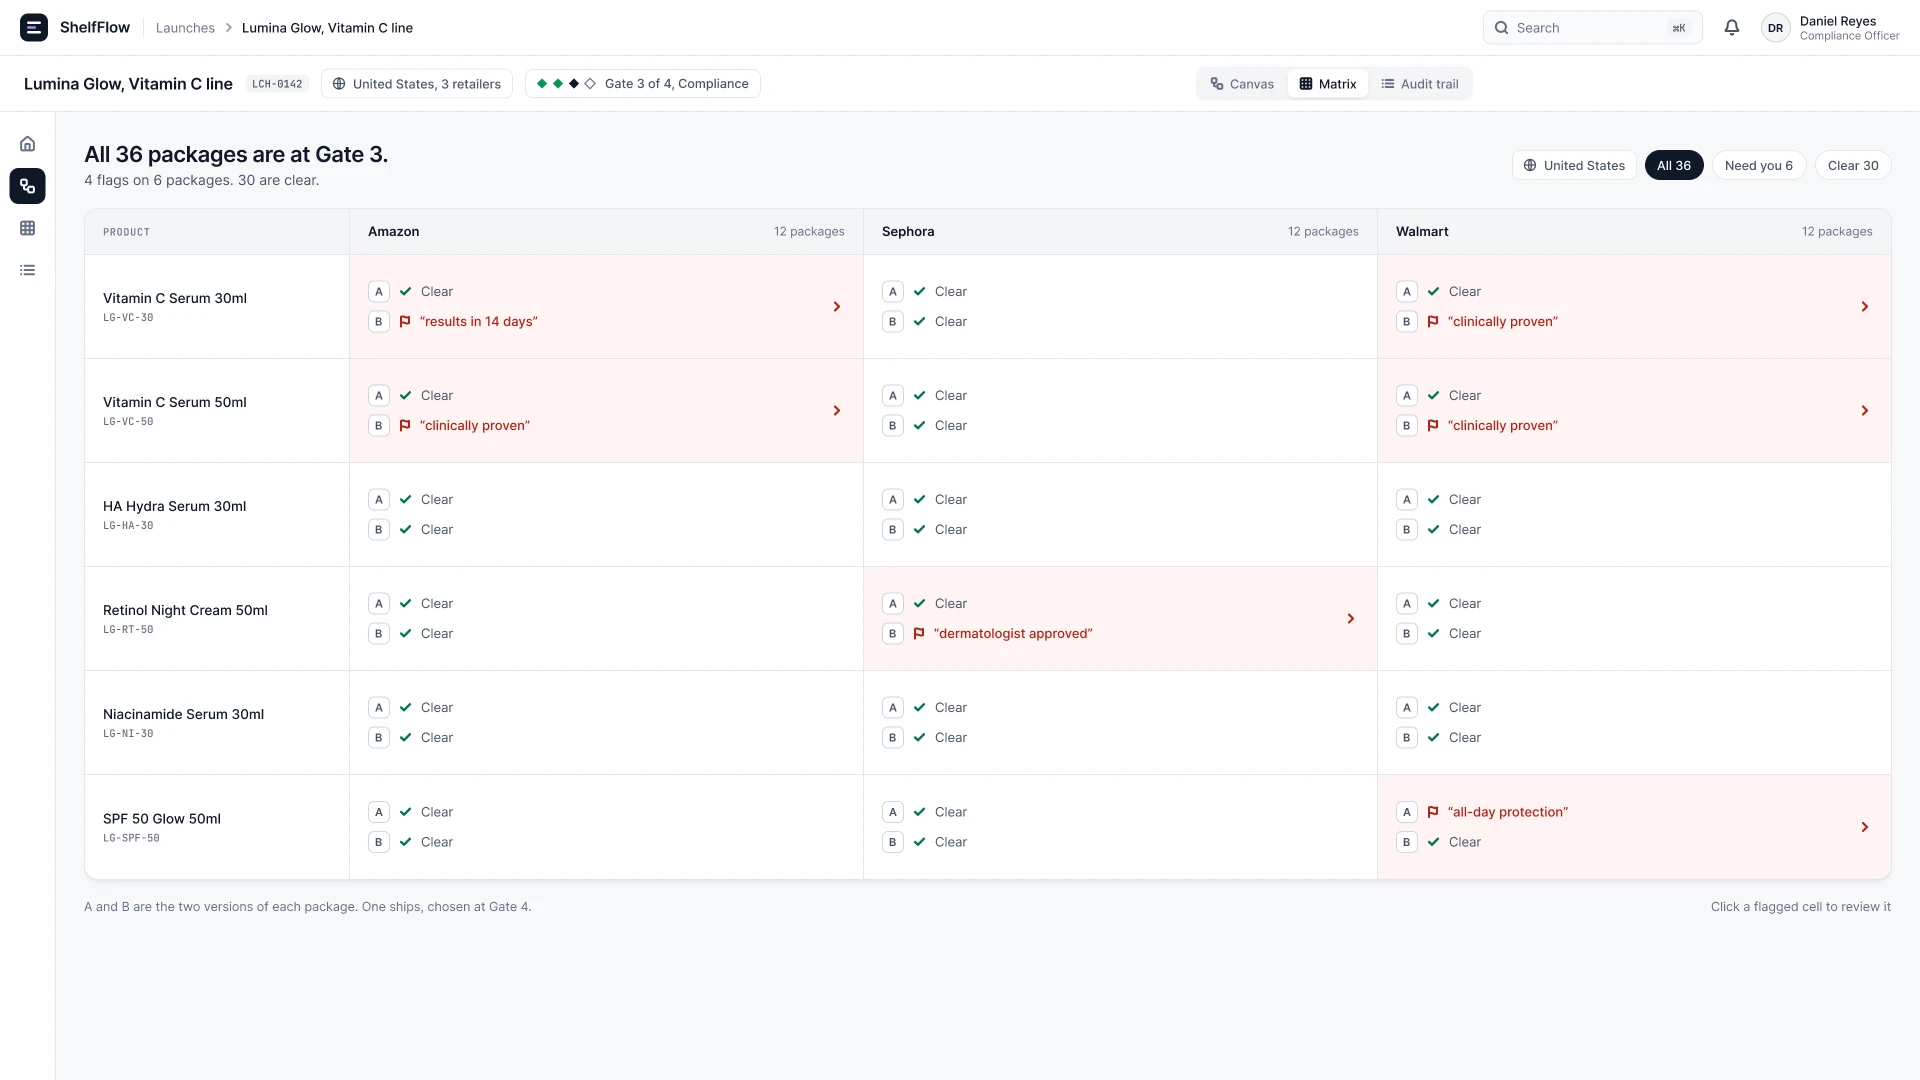 ShelfFlow
Launches
Lumina Glow, Vitamin C line
Search
⌘K
DR
Daniel Reyes
Compliance Officer
Lumina Glow, Vitamin C line
LCH-0142
United States, 3 retailers
Gate 3 of 4, Compliance
Canvas
Matrix
Audit trail
All 36 packages are at Gate 3.
4 flags on 6 packages. 30 are clear.
United States
All 36
Need you 6
Clear 30
PRODUCT
Amazon
12 packages
Sephora
12 packages
Walmart
12 packages
Vitamin C Serum 30ml
LG-VC-30
A Clear
B “results in 14 days”
A Clear
B Clear
A Clear
B “clinically proven”
Vitamin C Serum 50ml
LG-VC-50
A Clear
B “clinically proven”
A Clear
B Clear
A Clear
B “clinically proven”
HA Hydra Serum 30ml
LG-HA-30
A Clear
B Clear
A Clear
B Clear
A Clear
B Clear
Retinol Night Cream 50ml
LG-RT-50
A Clear
B Clear
A Clear
B “dermatologist approved”
A Clear
B Clear
Niacinamide Serum 30ml
LG-NI-30
A Clear
B Clear
A Clear
B Clear
A Clear
B Clear
SPF 50 Glow 50ml
LG-SPF-50
A Clear
B Clear
A Clear
B Clear
A “all-day protection”
B Clear
A and B are the two versions of each package. One ships, chosen at Gate 4.
Click a flagged cell to review it